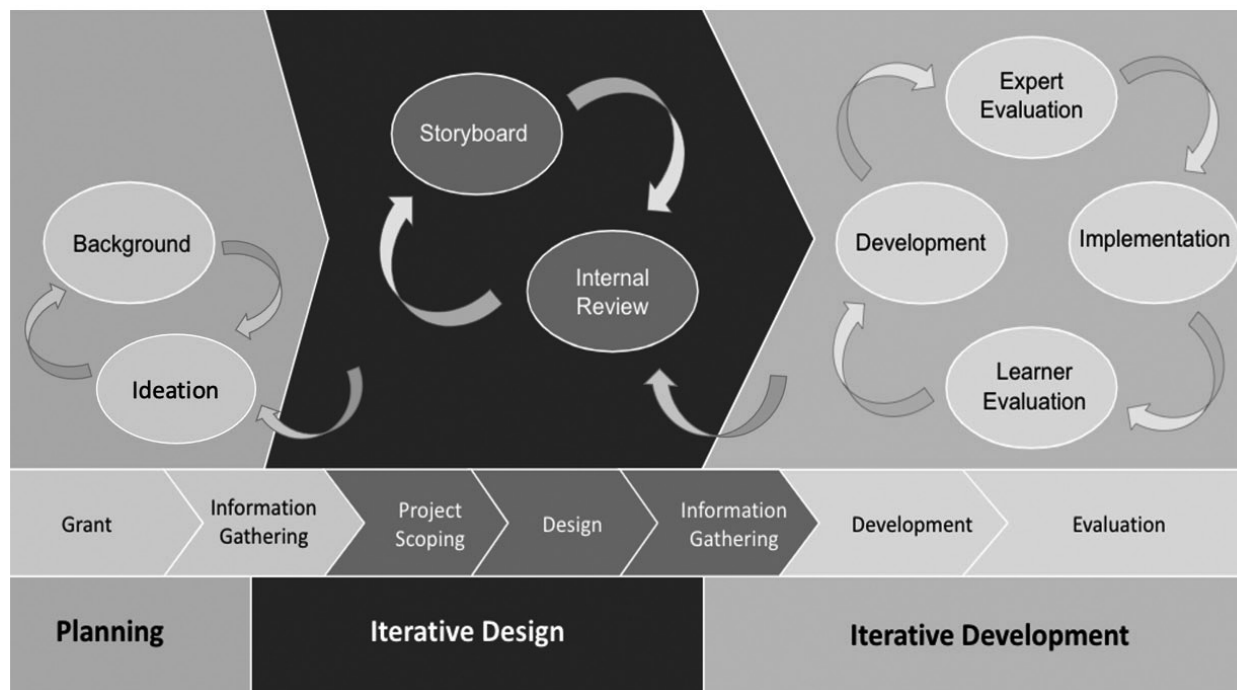 Expert
Evaluation
Storyboard
Background
Development
Implementation
Internal
Review
Ideation
Learner
Evaluation
Grant
Information
Gathering
Project
Scoping
Design
Information
Gathering
Development
Evaluation
Planning
Iterative Design
Iterative Development